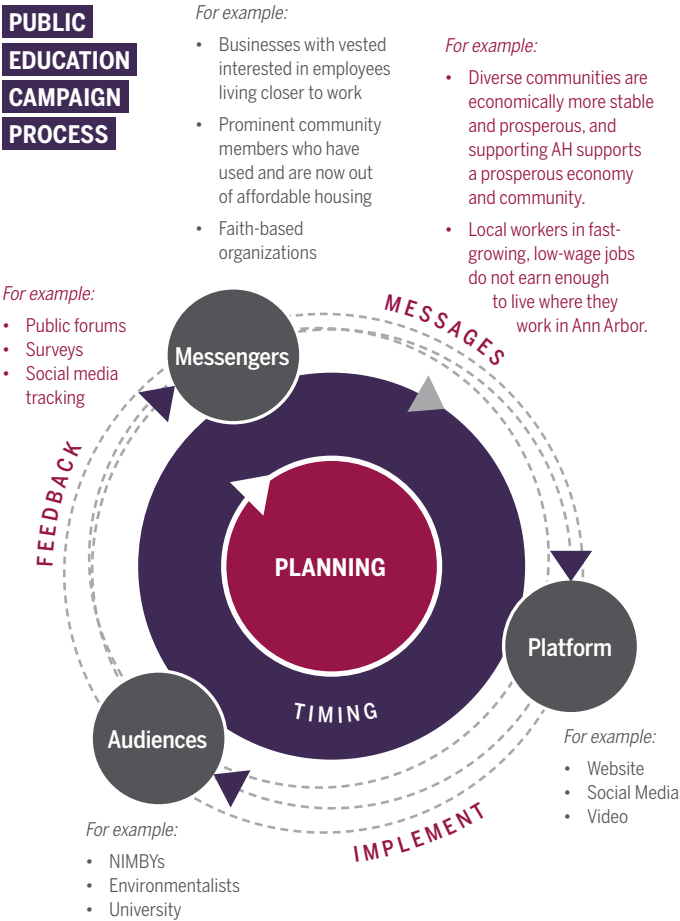 PUBLIC
EDUCATION
CAMPAIGN
PROCESS
For example:
• Businesses with vested
interested in employees
living closer to work
• Prominent community
members who have
used and are now out
of affordable housing
• Faith-based
organizations
For example:
• Diverse communities are
economically more stable
and prosperous, and
supporting AH supports
a prosperous economy
and community.
• Local workers in fast-
growing, low-wage jobs
do not earn enough
to live where they
work in Ann Arbor.
For example:
• Public forums
• Surveys
• Social media
tracking
Messengers
MESSAGES
FEEDBACK
PLANNING
Platform
TIMING
Audiences
For example:
• Website
• Social Media
• Video
IMPLEMENT
For example:
• NIMBYs
• Environmentalists
• University